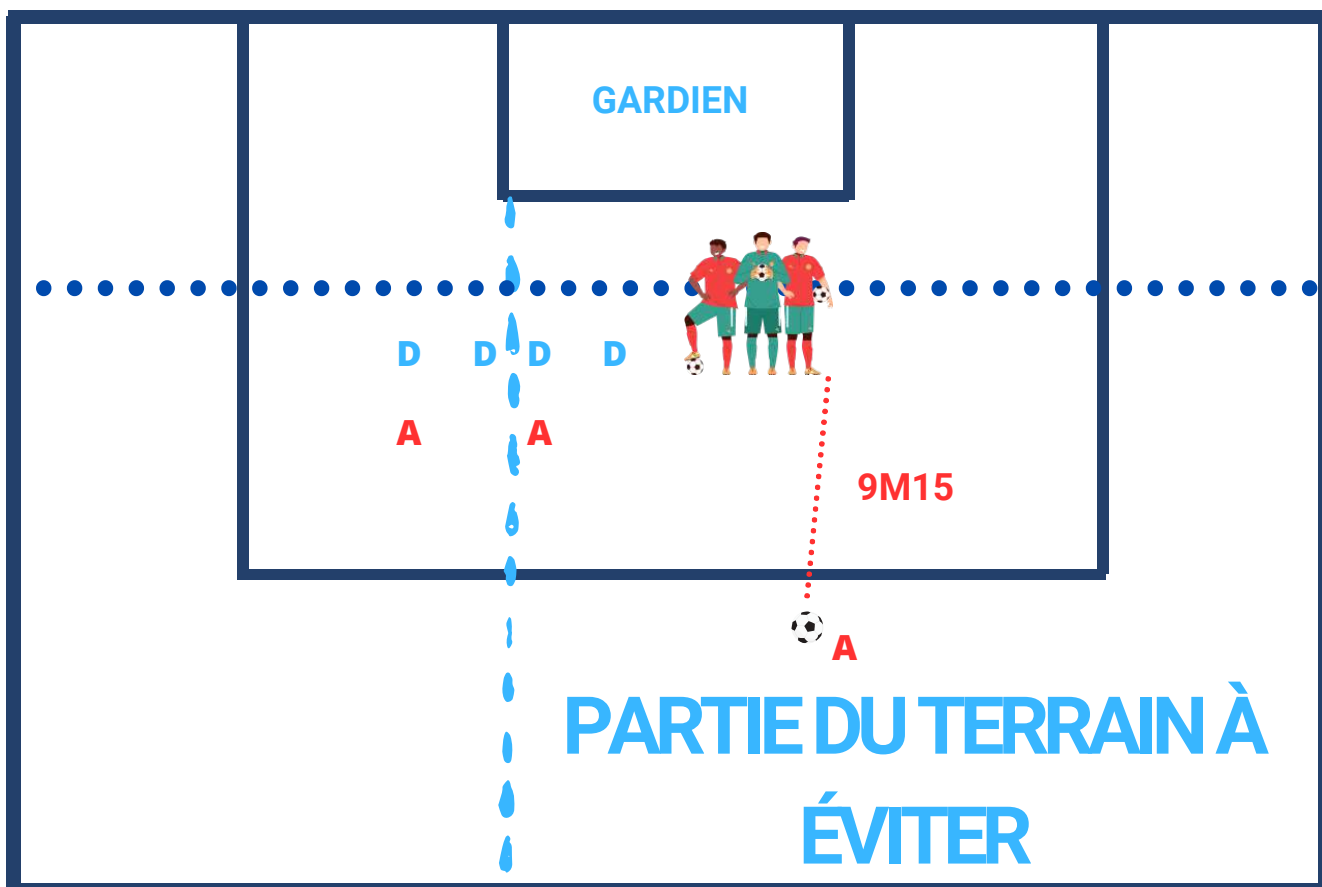 GARDIEN
D D D D
A A
9M15
A
PARTIE DU TERRAIN À
ÉVITER